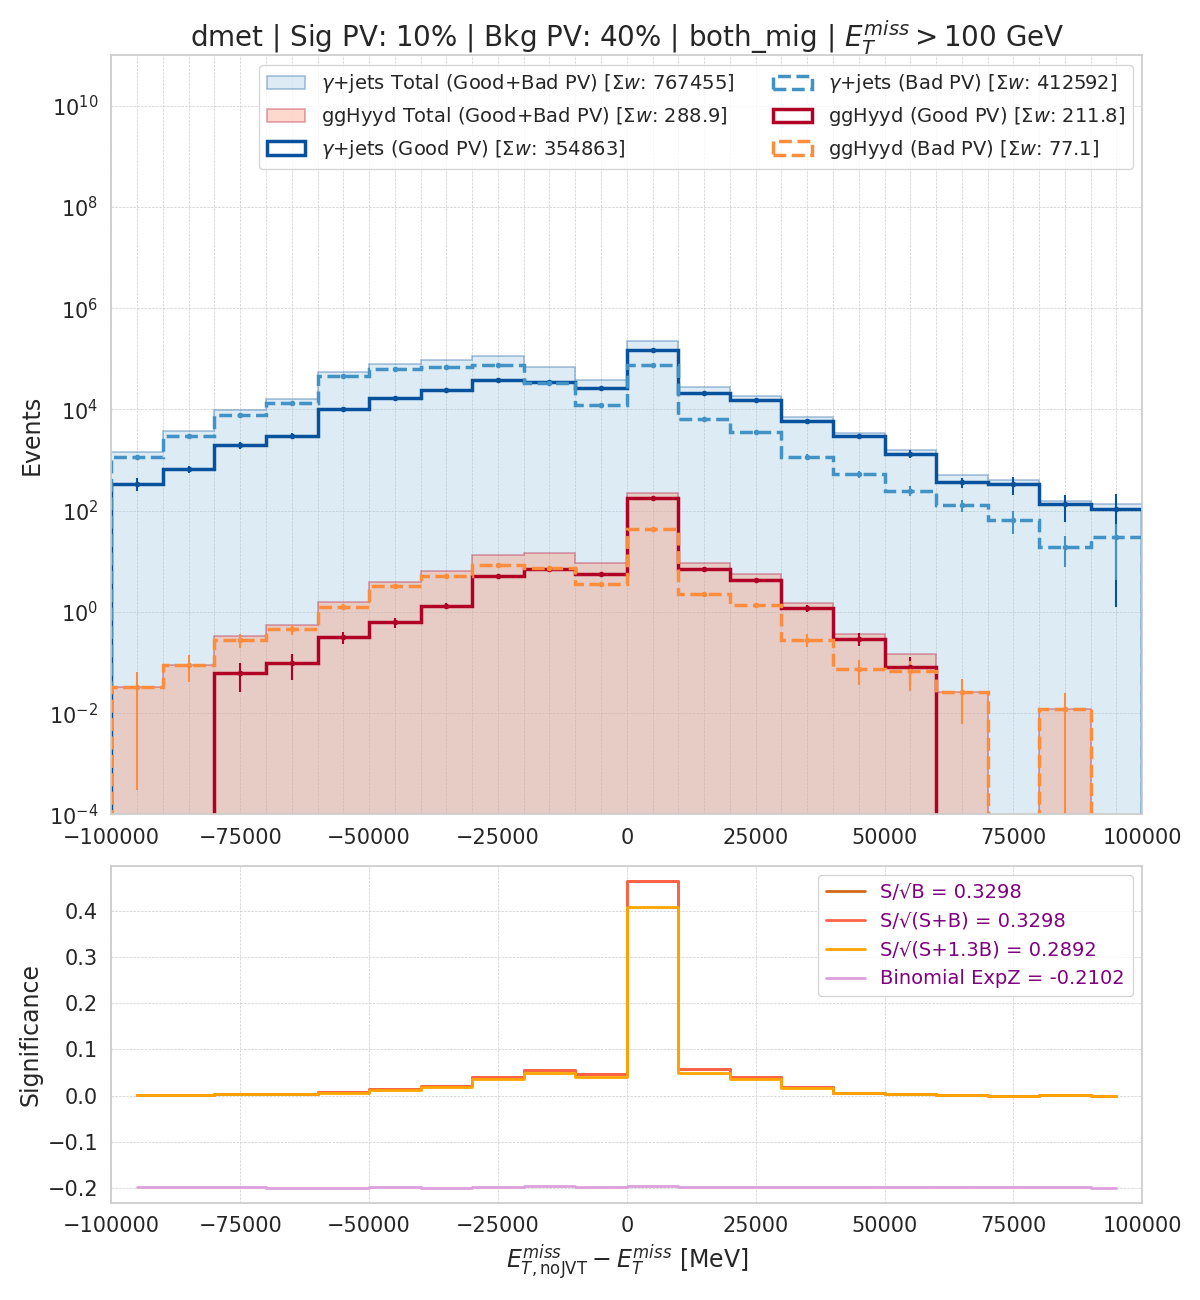 dmet | Sig PV: 10% | Bkg PV: 40% | both_mig | E_T^miss > 100 GeV
γ+jets Total (Good+Bad PV) [Σw: 767455]
ggHyyd Total (Good+Bad PV) [Σw: 288.9]
γ+jets (Good PV) [Σw: 354863]
γ+jets (Bad PV) [Σw: 412592]
ggHyyd (Good PV) [Σw: 211.8]
ggHyyd (Bad PV) [Σw: 77.1]
Events
10^10
10^8
10^6
10^4
10^2
10^0
10^−2
10^−4
−100000 −75000 −50000 −25000 0 25000 50000 75000 100000
S/√B = 0.3298
S/√(S+B) = 0.3298
S/√(S+1.3B) = 0.2892
Binomial ExpZ = -0.2102
Significance
0.4
0.3
0.2
0.1
0.0
−0.1
−0.2
−100000 −75000 −50000 −25000 0 25000 50000 75000 100000
E_T,noJVT^miss − E_T^miss [MeV]